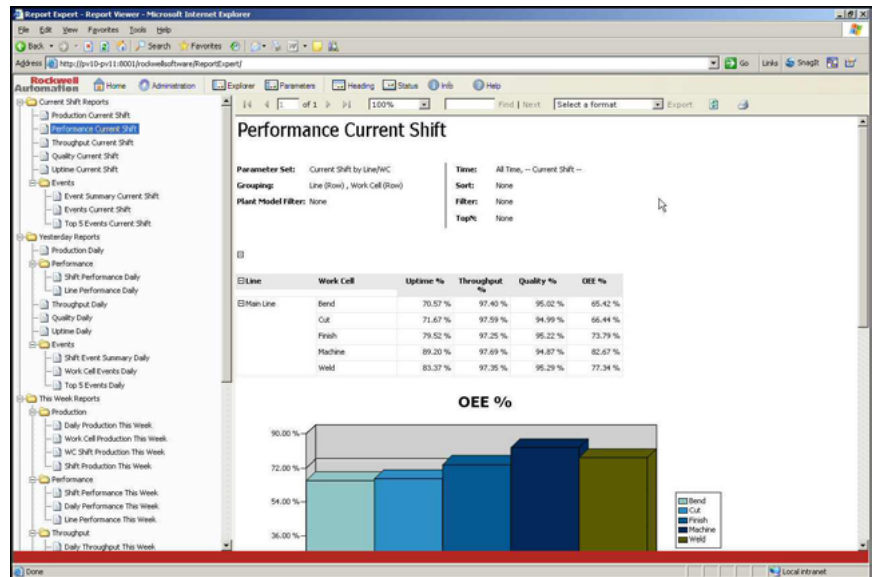 Report Expert - Report Viewer - Microsoft Internet Explorer
File Edit View Favorites Tools Help
Back Search Favorites
Address http://pv10-pv11:8001/rockwellsoftware/ReportExpert/ Go Links SnagIt
Rockwell Automation Home Administration Explorer Parameters Heading Status Info Help
1 of 1 100% Find | Next Select a format Export
Current Shift Reports
Production Current Shift
Performance Current Shift
Throughput Current Shift
Quality Current Shift
Uptime Current Shift
Events
Event Summary Current Shift
Events Current Shift
Top 5 Events Current Shift
Yesterday Reports
Production Daily
Performance
Shift Performance Daily
Line Performance Daily
Throughput Daily
Quality Daily
Uptime Daily
Events
Shift Event Summary Daily
Work Cell Events Daily
Top 5 Events Daily
This Week Reports
Production
Daily Production This Week
Work Cell Production This Week
WC Shift Production This Week
Shift Production This Week
Performance
Shift Performance This Week
Daily Performance This Week
Line Performance This Week
Throughput
Daily Throughput This Week
Performance Current Shift
Parameter Set: Current Shift by Line/WC Time: All Time, -- Current Shift --
Grouping: Line (Row) , Work Cell (Row) Sort: None
Plant Model Filter: None Filter: None
TopN: None
Line Work Cell Uptime % Throughput % Quality % OEE %
Main Line Bend 70.57 % 97.40 % 95.02 % 65.42 %
Cut 71.67 % 97.59 % 94.99 % 66.44 %
Finish 79.52 % 97.25 % 95.22 % 73.79 %
Machine 89.20 % 97.69 % 94.87 % 82.67 %
Weld 83.37 % 97.35 % 95.29 % 77.34 %
OEE %
90.00 %
72.00 %
54.00 %
36.00 %
Bend
Cut
Finish
Machine
Weld
Done Local intranet